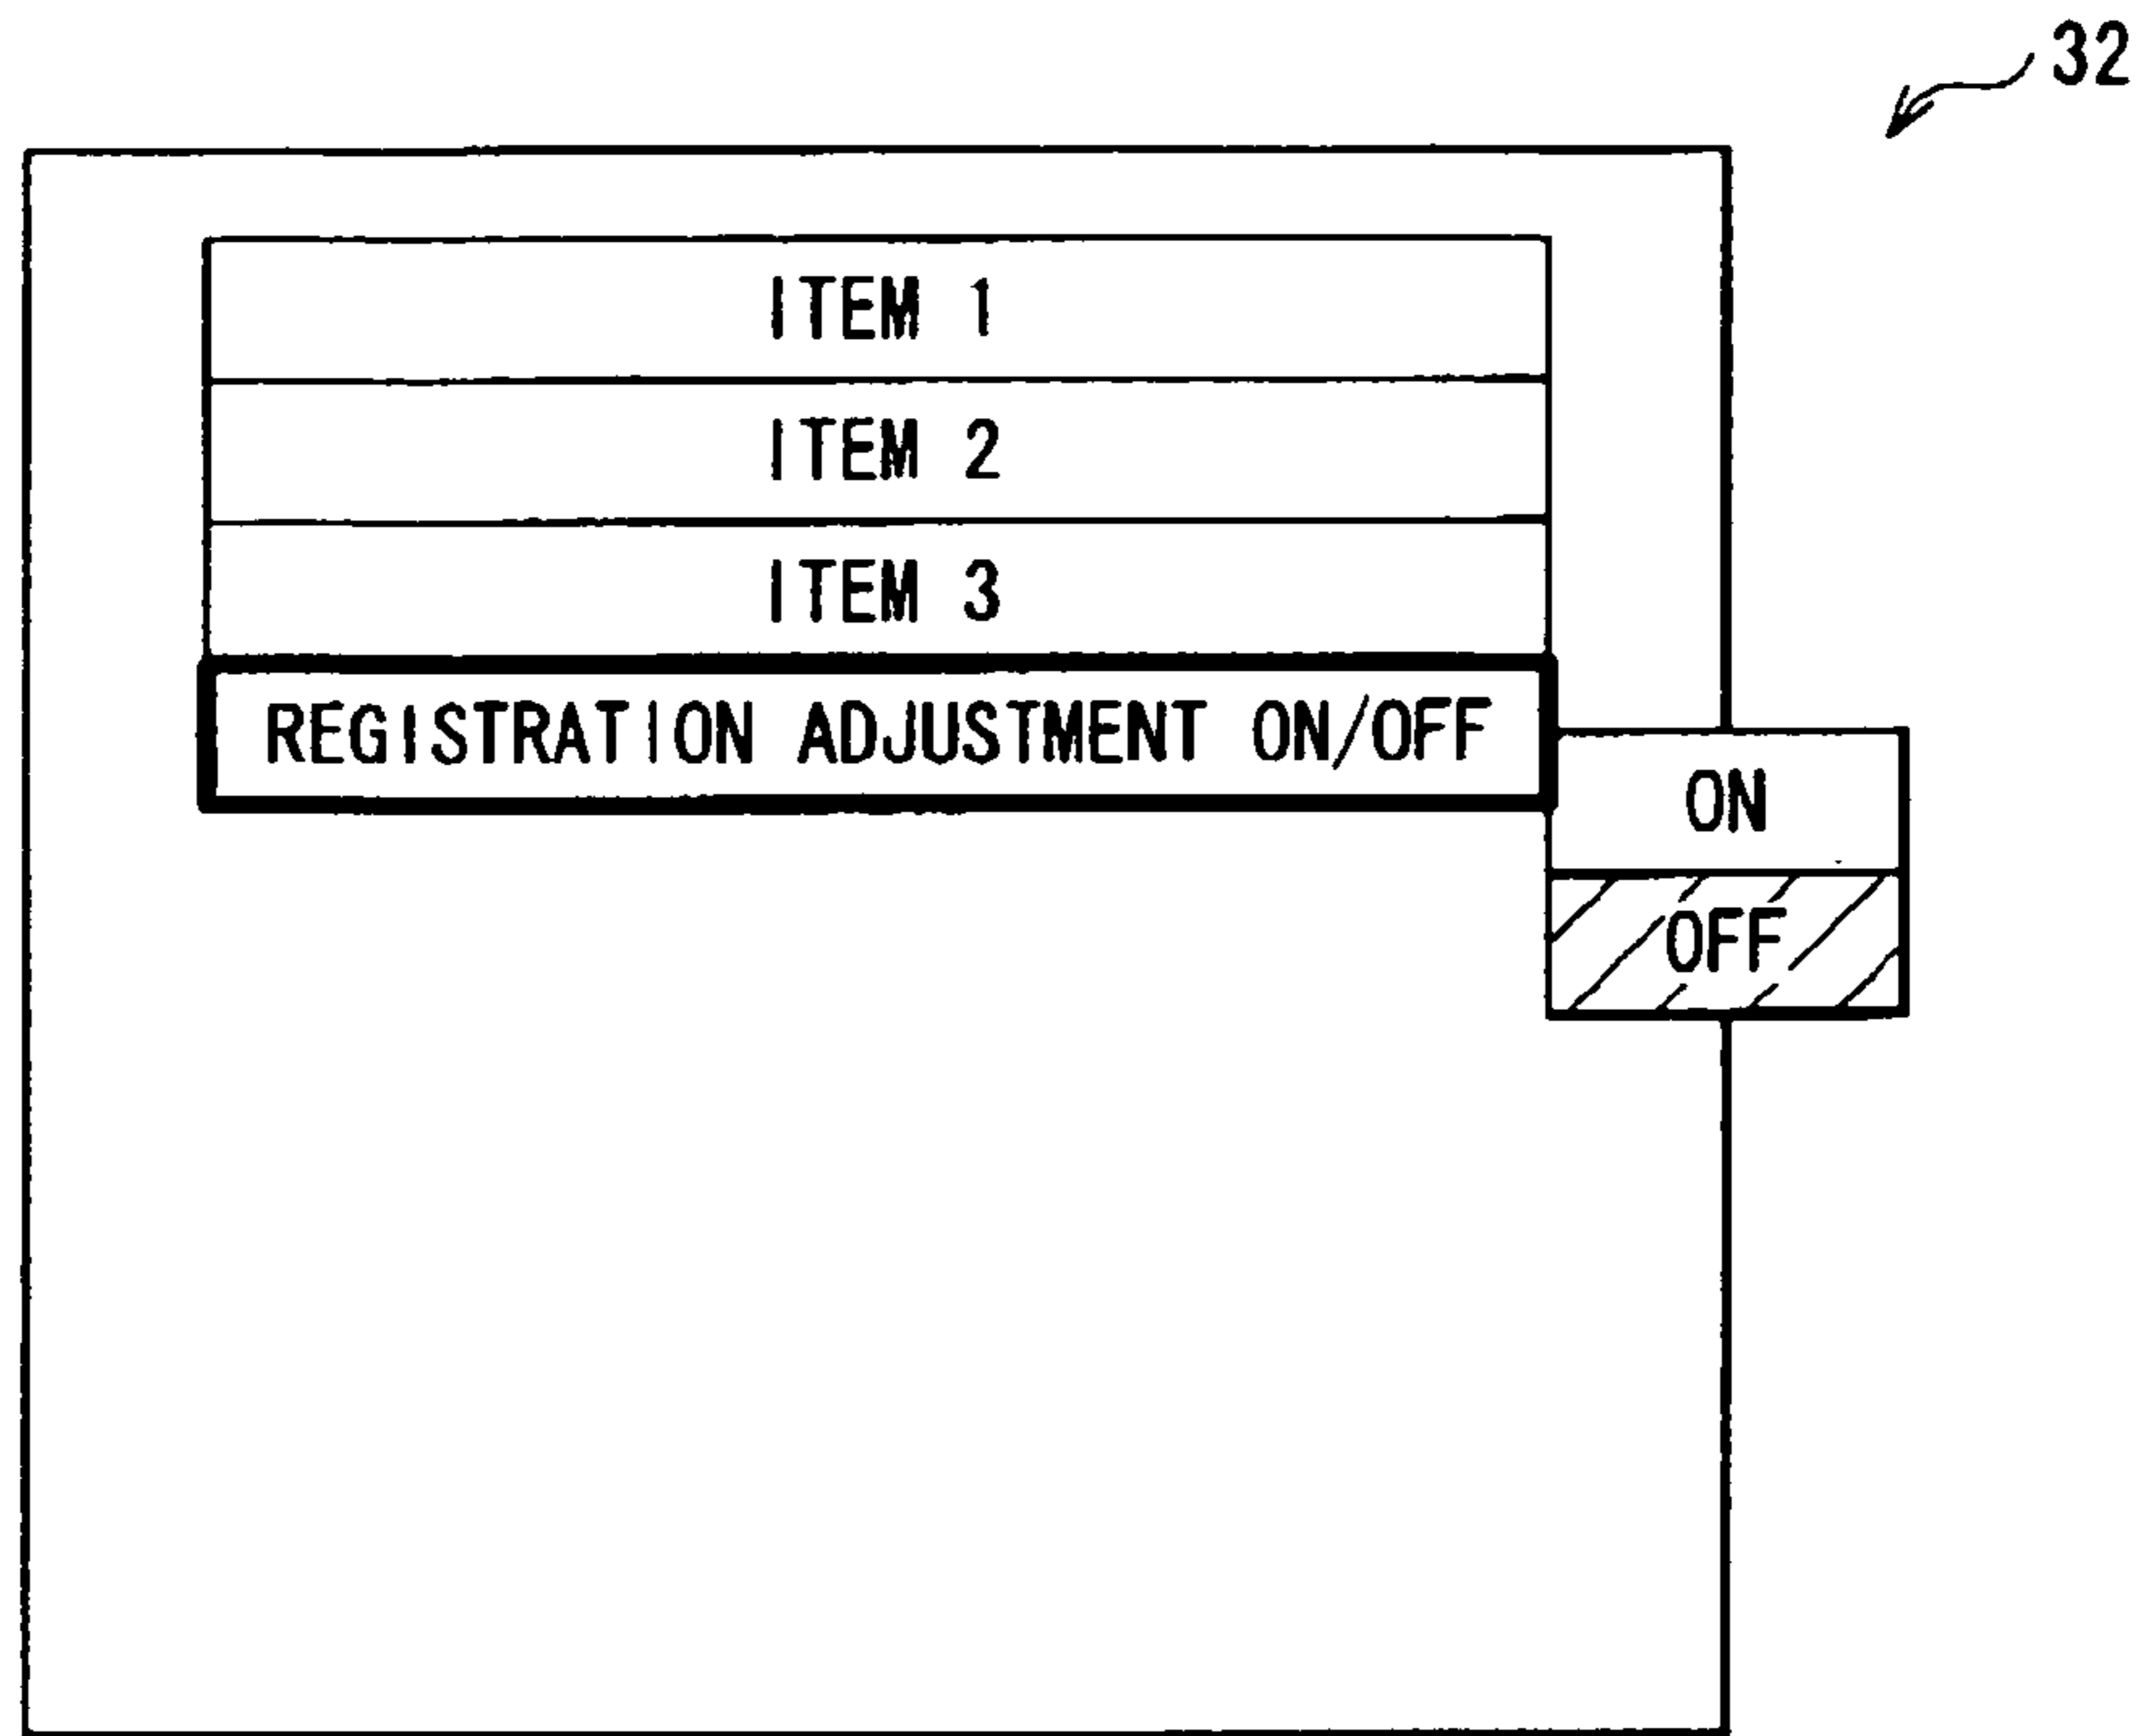 32
ITEM 1
ITEM 2
ITEM 3
REGISTRATION ADJUSTMENT ON/OFF
ON
OFF